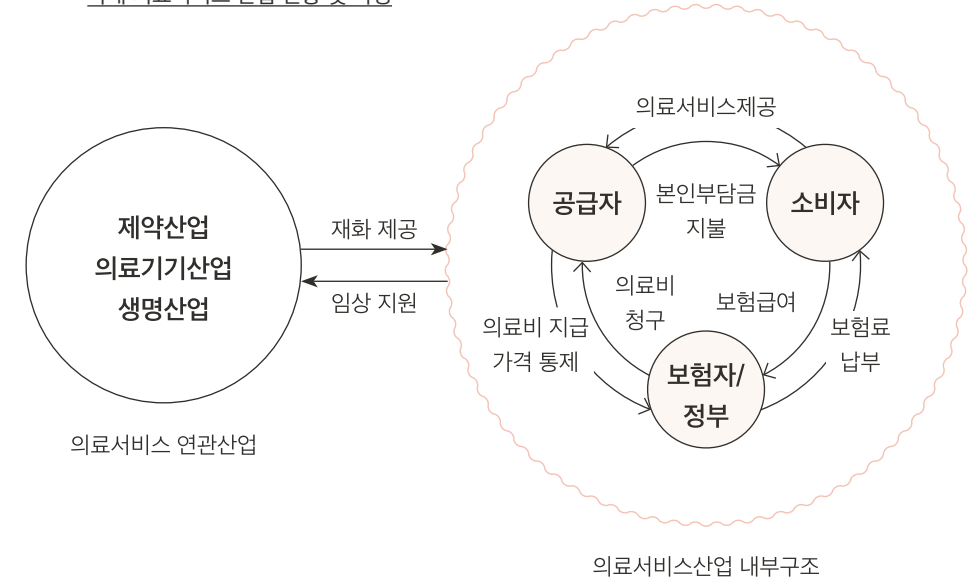 의료서비스제공
공급자
소비자
본인부담금
지불
제약산업
의료기기산업
생명산업
재화 제공
임상 지원
의료비
청구
보험급여
의료비 지급
가격 통제
보험료
납부
보험자/
정부
의료서비스 연관산업
의료서비스산업 내부구조